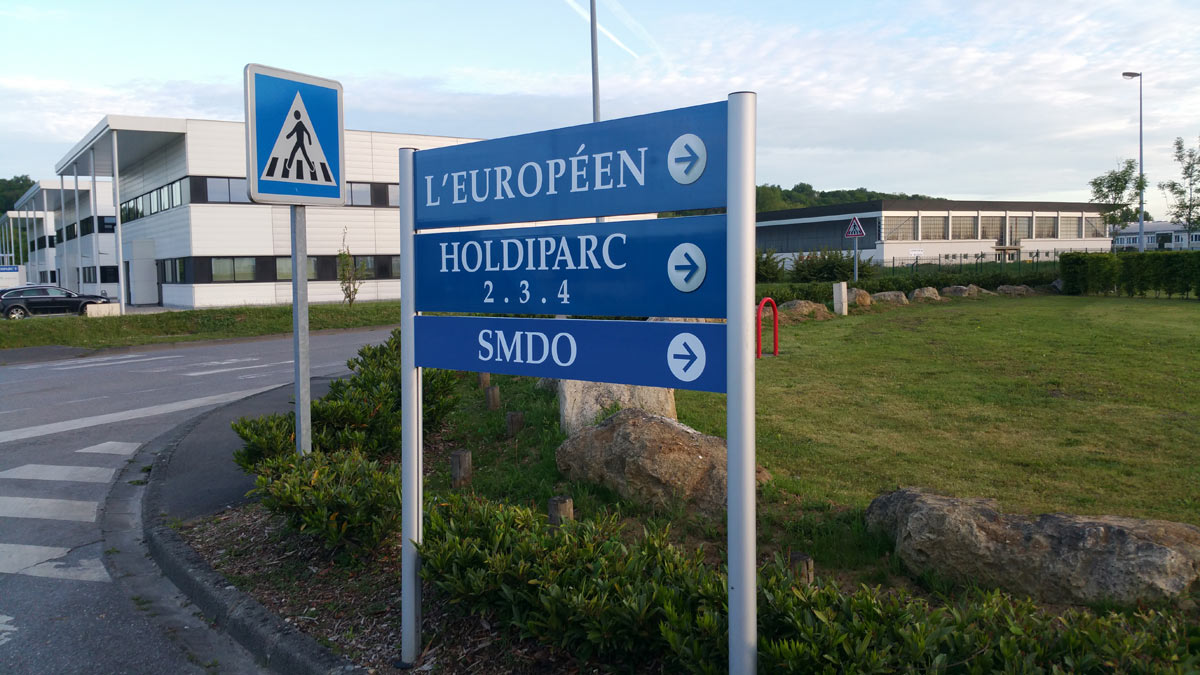 L'EUROPÉEN
HOLDIPARC
2 . 3 . 4
SMDO